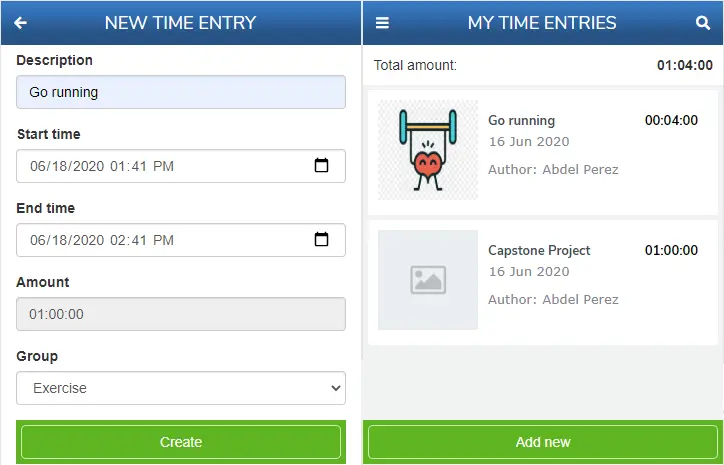 NEW TIME ENTRY
Description
Go running
Start time
06/18/2020 01:41 PM
End time
06/18/2020 02:41 PM
Amount
01:00:00
Group
Exercise
Create
MY TIME ENTRIES
Total amount: 01:04:00
Go running 00:04:00
16 Jun 2020
Author: Abdel Perez
Capstone Project 01:00:00
16 Jun 2020
Author: Abdel Perez
Add new